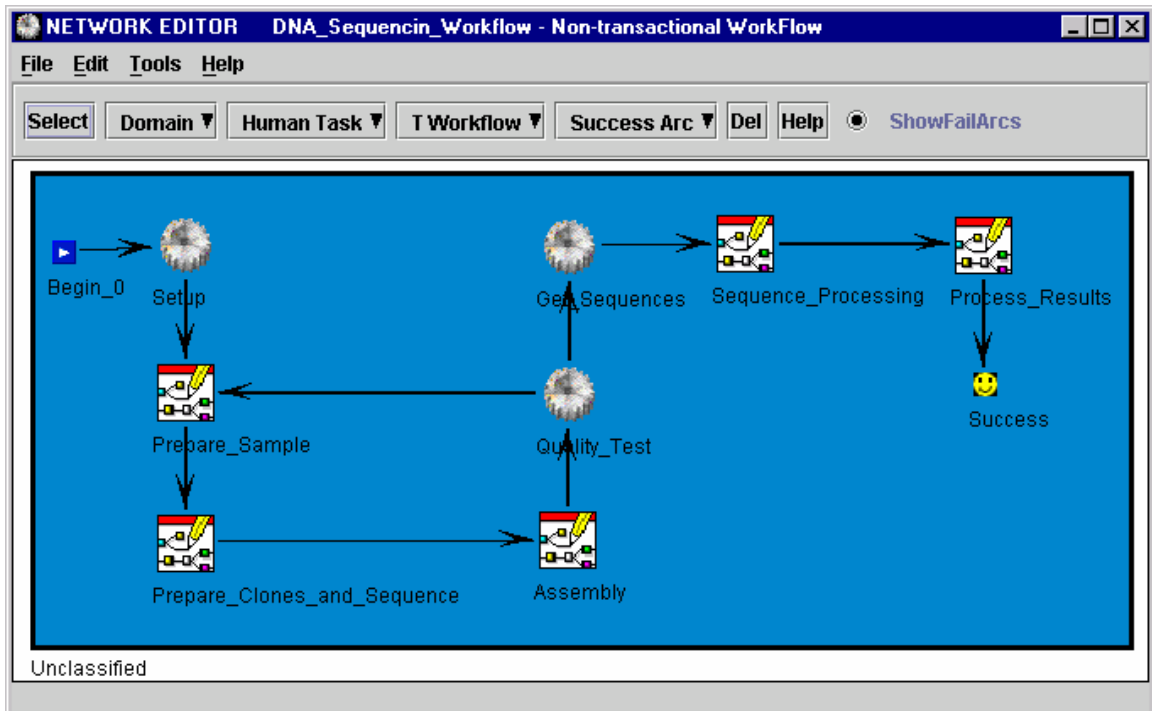 NETWORK EDITOR DNA_Sequencin_Workflow - Non-transactional WorkFlow
File Edit Tools Help
Select Domain Human Task T Workflow Success Arc Del Help ShowFailArcs
Begin_0 Setup Get_Sequences Sequence_Processing Process_Results
Prepare_Sample Quality_Test Success
Prepare_Clones_and_Sequence Assembly
Unclassified